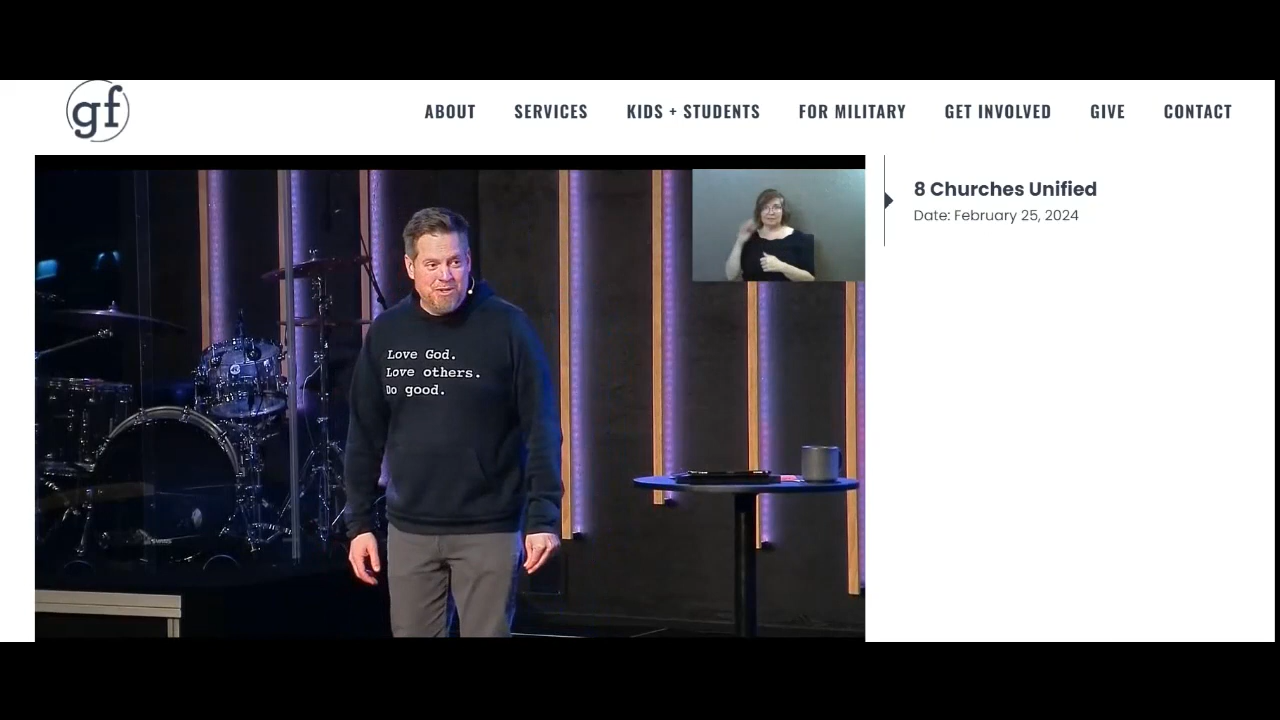 gf
ABOUT SERVICES KIDS + STUDENTS FOR MILITARY GET INVOLVED GIVE CONTACT
8 Churches Unified
Date: February 25, 2024
Love God.
Love others.
Do good.